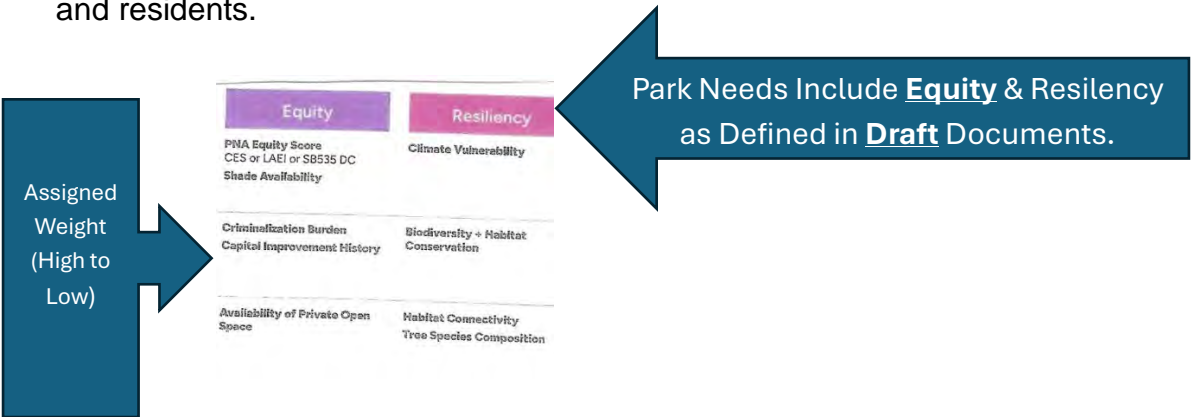 and residents.
Park Needs Include Equity & Resilency
as Defined in Draft Documents.
Assigned
Weight
(High to
Low)
Equity
Resiliency
PNA Equity Score
CES or LAEI or SB535 DC
Shade Availability
Climate Vulnerability
Criminalization Burden
Capital Improvement History
Biodiversity + Habitat
Conservation
Availability of Private Open
Space
Habitat Connectivity
Tree Species Composition